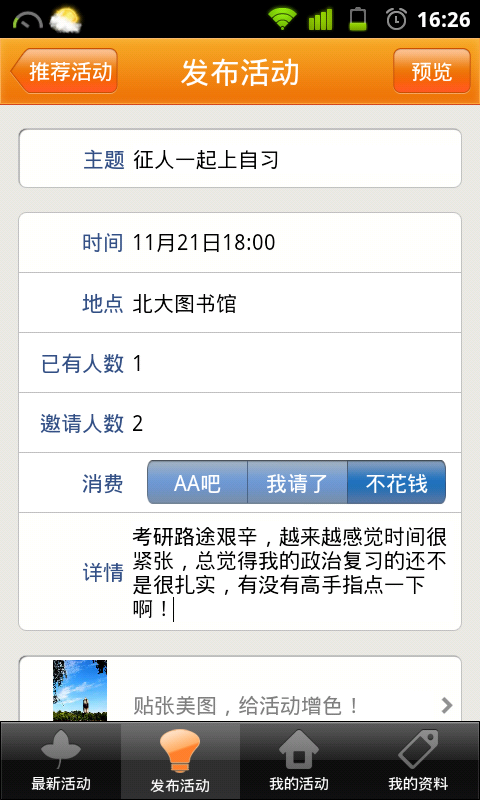 16:26
推荐活动 发布活动 预览
主题 征人一起上自习
时间 11月21日18:00
地点 北大图书馆
已有人数 1
邀请人数 2
消费 AA吧 我请了 不花钱
详情 考研路途艰辛，越来越感觉时间很
紧张，总觉得我的政治复习的还不
是很扎实，有没有高手指点一下
啊！
贴张美图，给活动增色！
最新活动 发布活动 我的活动 我的资料